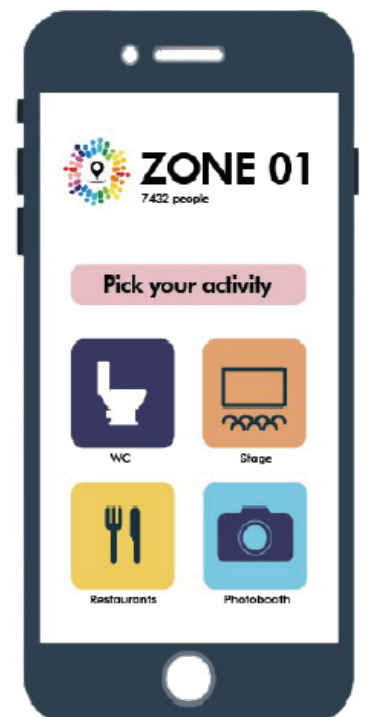 ZONE 01
7432 people
Pick your activity
WC
Stage
Restaurants
Photobooth